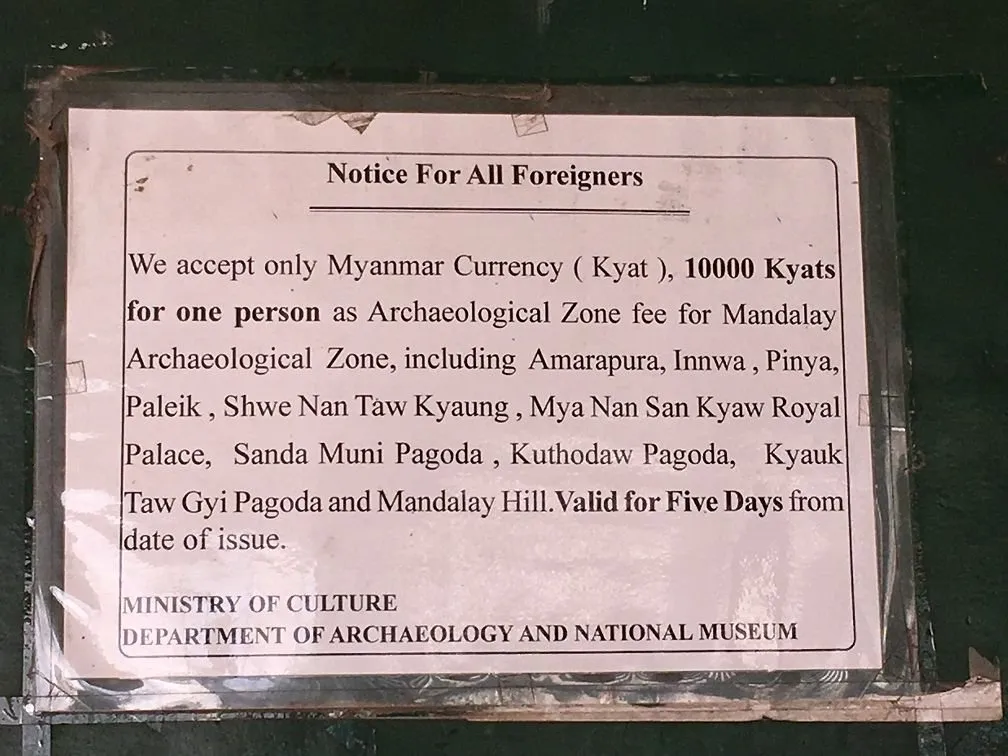 Notice For All Foreigners
We accept only Myanmar Currency ( Kyat ), 10000 Kyats
for one person as Archaeological Zone fee for Mandalay
Archaeological Zone, including Amarapura, Innwa , Pinya,
Paleik , Shwe Nan Taw Kyaung , Mya Nan San Kyaw Royal
Palace, Sanda Muni Pagoda , Kuthodaw Pagoda, Kyauk
Taw Gyi Pagoda and Mandalay Hill.Valid for Five Days from
date of issue.
MINISTRY OF CULTURE
DEPARTMENT OF ARCHAEOLOGY AND NATIONAL MUSEUM